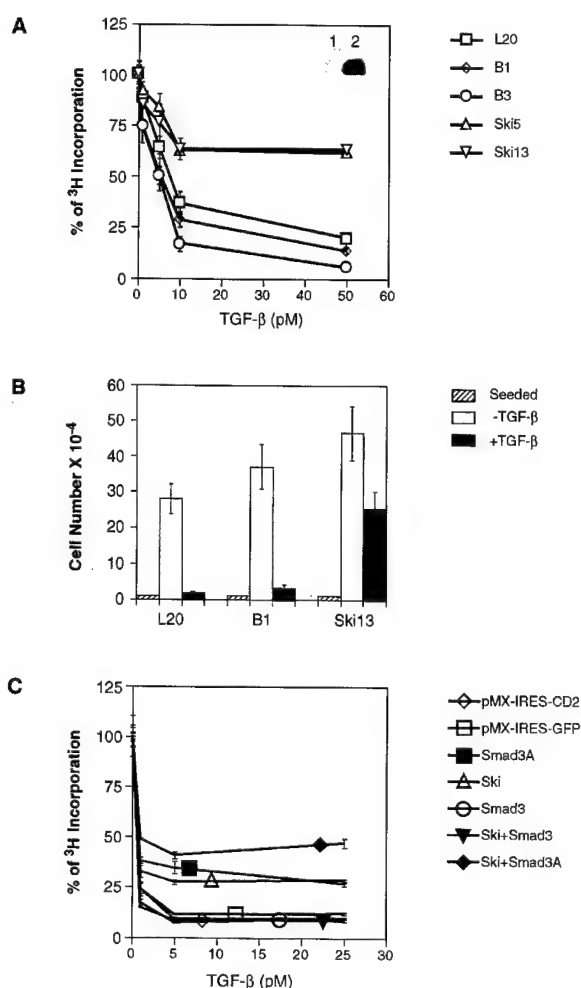 A
125
100
75
50
25
0
% of ³H Incorporation
0 10 20 30 40 50 60
TGF-β (pM)
1 2
L20
B1
B3
Ski5
Ski13
B
60
50
40
30
20
10
0
Cell Number X 10⁻⁴
L20 B1 Ski13
Seeded
-TGF-β
+TGF-β
C
125
100
75
50
25
0
% of ³H Incorporation
0 5 10 15 20 25 30
TGF-β (pM)
pMX-IRES-CD2
pMX-IRES-GFP
Smad3A
Ski
Smad3
Ski+Smad3
Ski+Smad3A